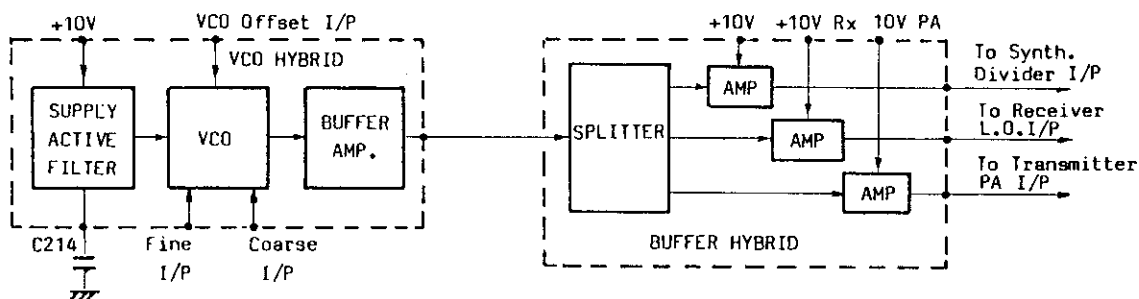 +10V
VCO Offset I/P
VCO HYBRID
SUPPLY
ACTIVE
FILTER
VCO
BUFFER
AMP.
C214
Fine
I/P
Coarse
I/P
+10V
+10V Rx
10V PA
SPLITTER
AMP
AMP
AMP
BUFFER HYBRID
To Synth.
Divider I/P
To Receiver
L.O.I/P
To Transmitter
PA I/P